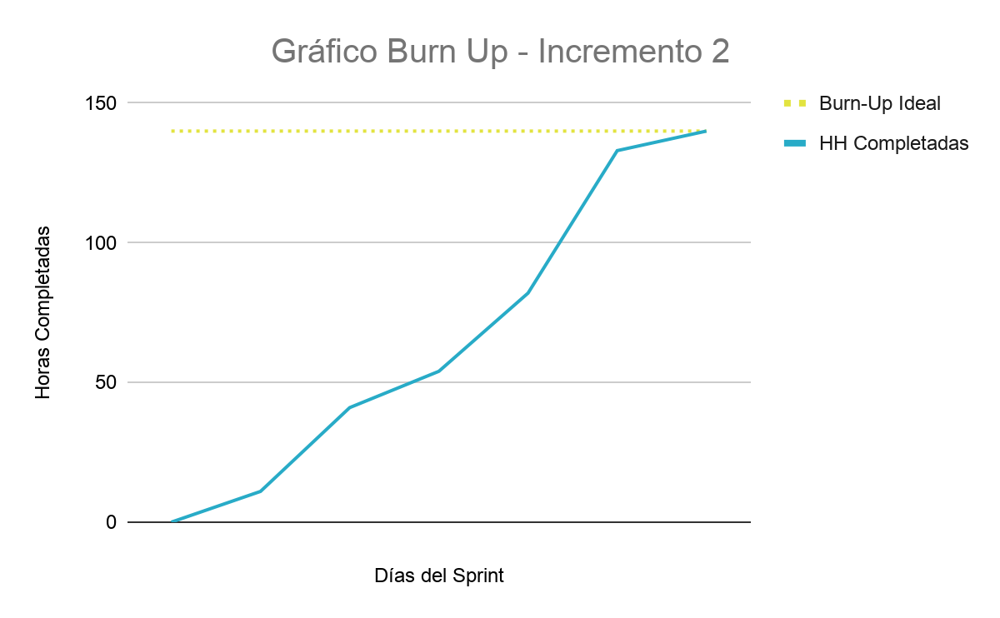 Gráfico Burn Up - Incremento 2
Burn-Up Ideal
HH Completadas
150
100
50
0
Horas Completadas
Días del Sprint